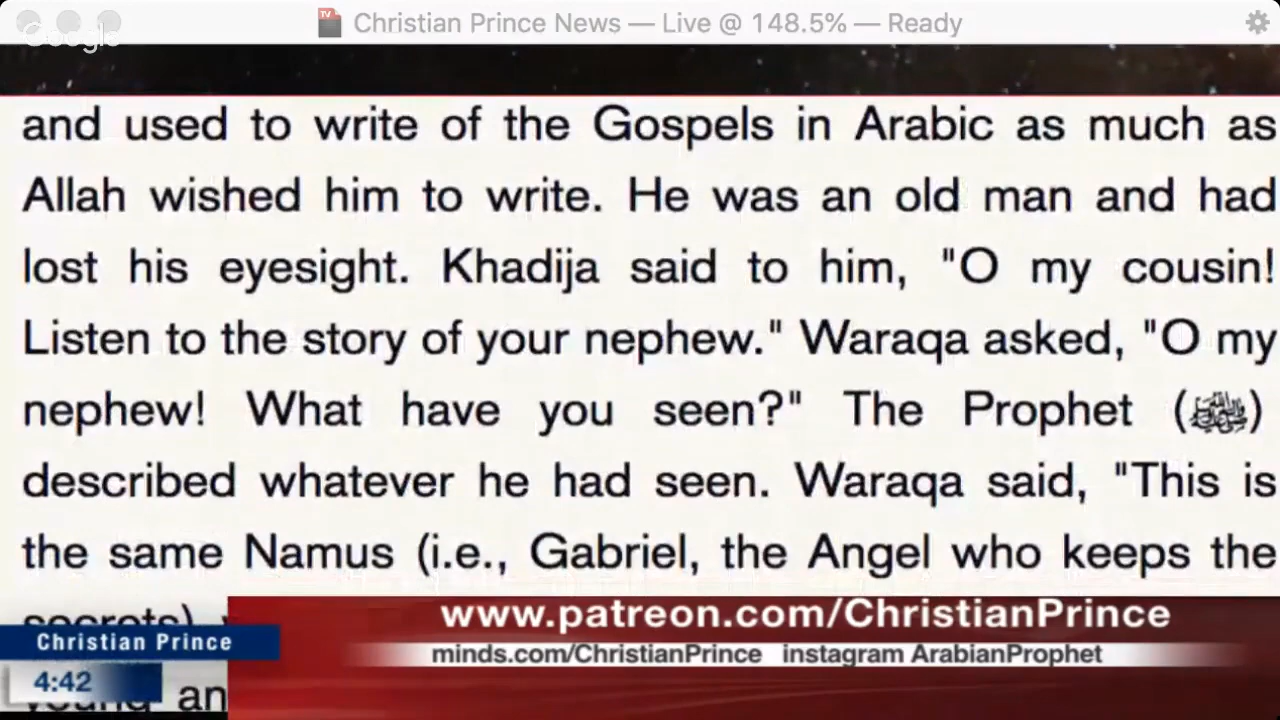 Christian Prince News — Live @ 148.5% — Ready
Google
and used to write of the Gospels in Arabic as much as
Allah wished him to write. He was an old man and had
lost his eyesight. Khadija said to him, "O my cousin!
Listen to the story of your nephew." Waraqa asked, "O my
nephew! What have you seen?" The Prophet (ﷺ)
described whatever he had seen. Waraqa said, "This is
the same Namus (i.e., Gabriel, the Angel who keeps the
secrets)
young an
www.patreon.com/ChristianPrince
minds.com/ChristianPrince instagram ArabianProphet
Christian Prince
4:42